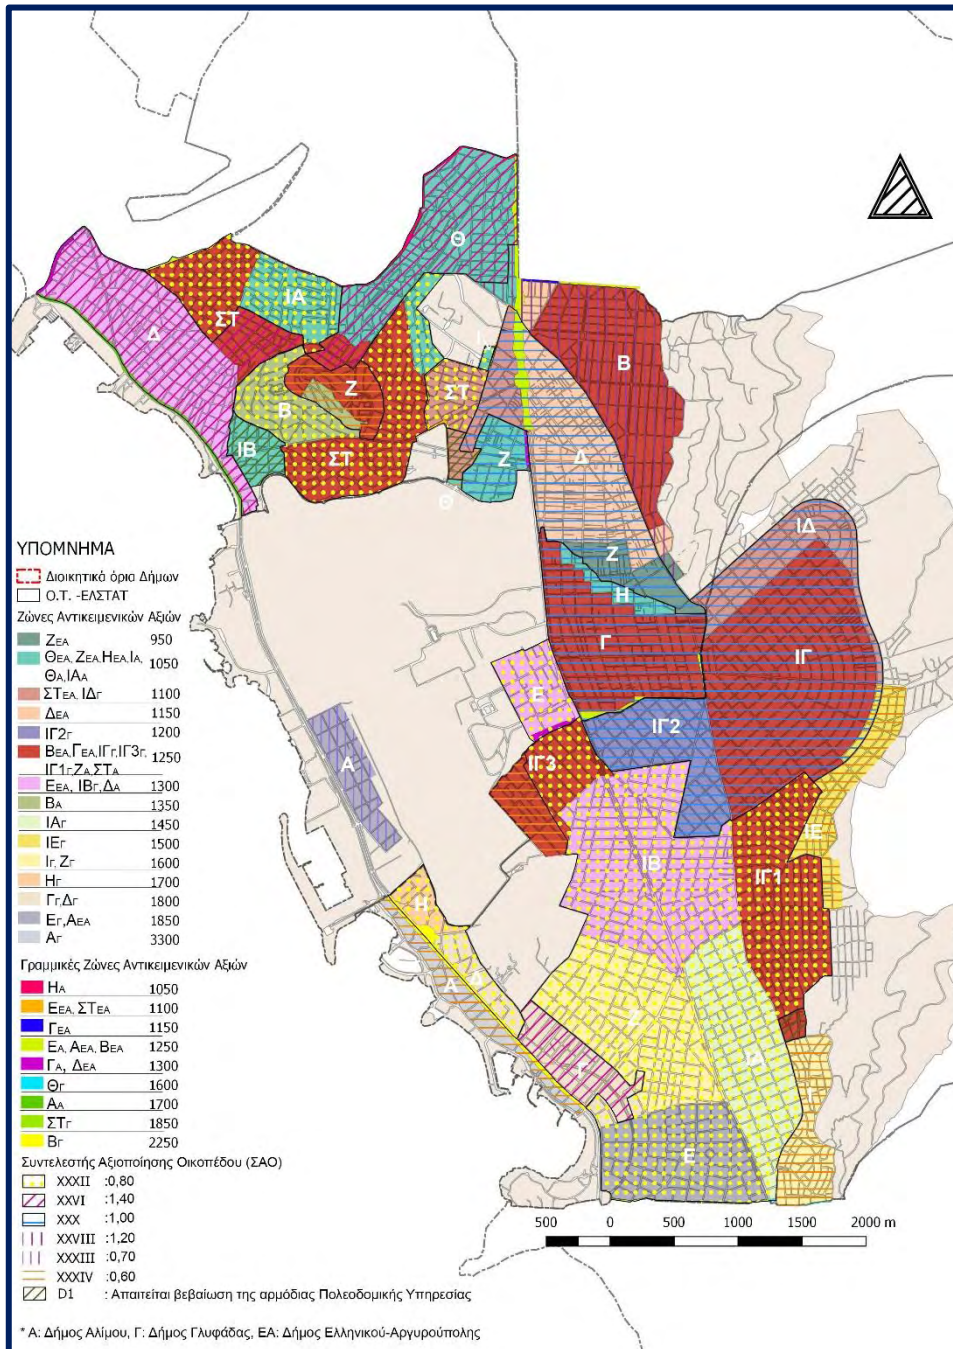 Θ
ΙΑ
ΣΤ
Δ
Β
Ζ
ΣΤ
Β
ΙΒ
ΣΤ
Ζ
Δ
Θ
ΙΔ
Ζ
Η
Γ
ΙΓ
Ε
ΙΓ2
ΙΓ3
Α
ΙΕ
ΙΒ
ΙΓ1
Η
Α
Δ
Ζ
ΙΑ
Γ
Ε
ΥΠΟΜΝΗΜΑ
Διοικητικά όρια Δήμων
Ο.Τ. -ΕΛΣΤΑΤ
Ζώνες Αντικειμενικών Αξιών
ΖΕΑ 950
ΘΕΑ, ΖΕΑ,ΗΕΑ,ΙΑ, 1050
ΘΑ,ΙΑΑ
ΣΤΕΑ, ΙΔΓ 1100
ΔΕΑ 1150
ΙΓ2Γ 1200
ΒΕΑ,ΓΕΑ,ΙΓΓ,ΙΓ3Γ, 1250
ΙΓ1Γ,ΖΑ,ΣΤΑ
ΕΕΑ, ΙΒΓ,ΔΑ 1300
ΒΑ 1350
ΙΑΓ 1450
ΙΕΓ 1500
ΙΓ, ΖΓ 1600
ΗΓ 1700
ΓΓ,ΔΓ 1800
ΕΓ,ΑΕΑ 1850
ΑΓ 3300
Γραμμικές Ζώνες Αντικειμενικών Αξιών
ΗΑ 1050
ΕΕΑ, ΣΤΕΑ 1100
ΓΕΑ 1150
ΕΑ, ΑΕΑ, ΒΕΑ 1250
ΓΑ, ΔΕΑ 1300
ΘΓ 1600
ΑΑ 1700
ΣΤΓ 1850
ΒΓ 2250
Συντελεστής Αξιοποίησης Οικοπέδου (ΣΑΟ)
XXXII :0,80
XXVI :1,40
XXX :1,00
XXVIII :1,20
XXXIII :0,70
XXXIV :0,60
D1 : Απαιτείται βεβαίωση της αρμόδιας Πολεοδομικής Υπηρεσίας
500 0 500 1000 1500 2000 m
* Α: Δήμος Αλίμου, Γ: Δήμος Γλυφάδας, ΕΑ: Δήμος Ελληνικού-Αργυρούπολης